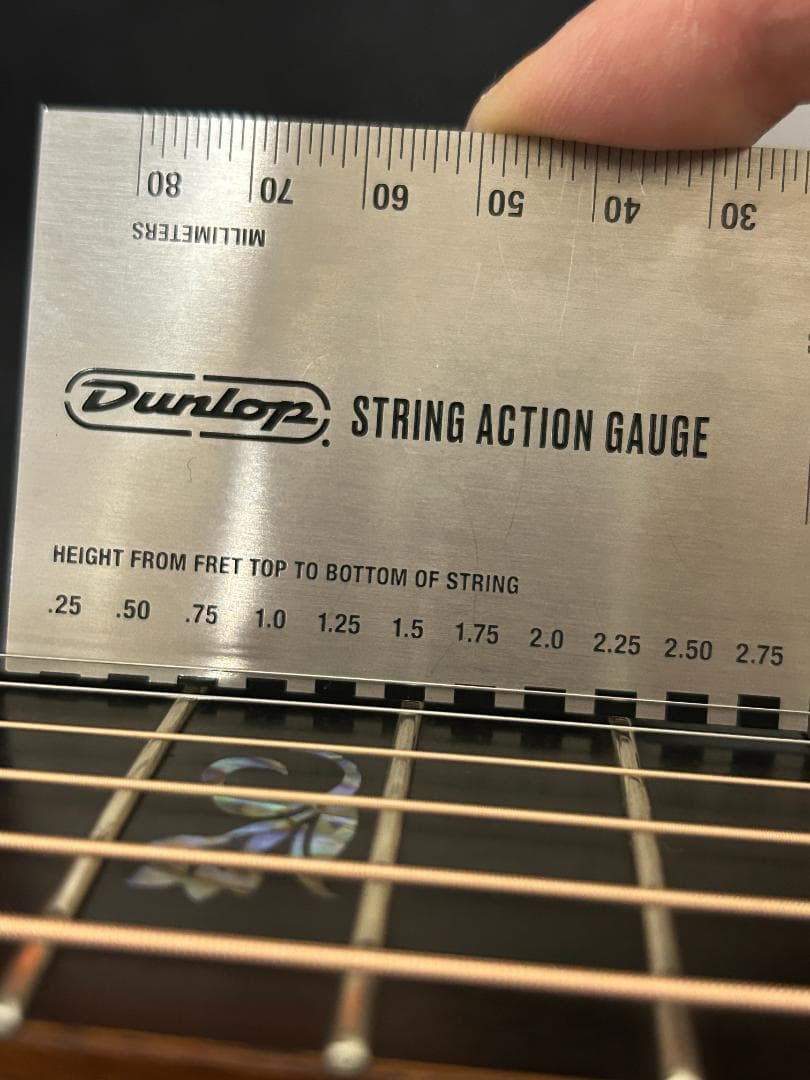 80 70 60 50 40 30
MILLIMETERS
Dunlop. STRING ACTION GAUGE
HEIGHT FROM FRET TOP TO BOTTOM OF STRING
.25 .50 .75 1.0 1.25 1.5 1.75 2.0 2.25 2.50 2.75